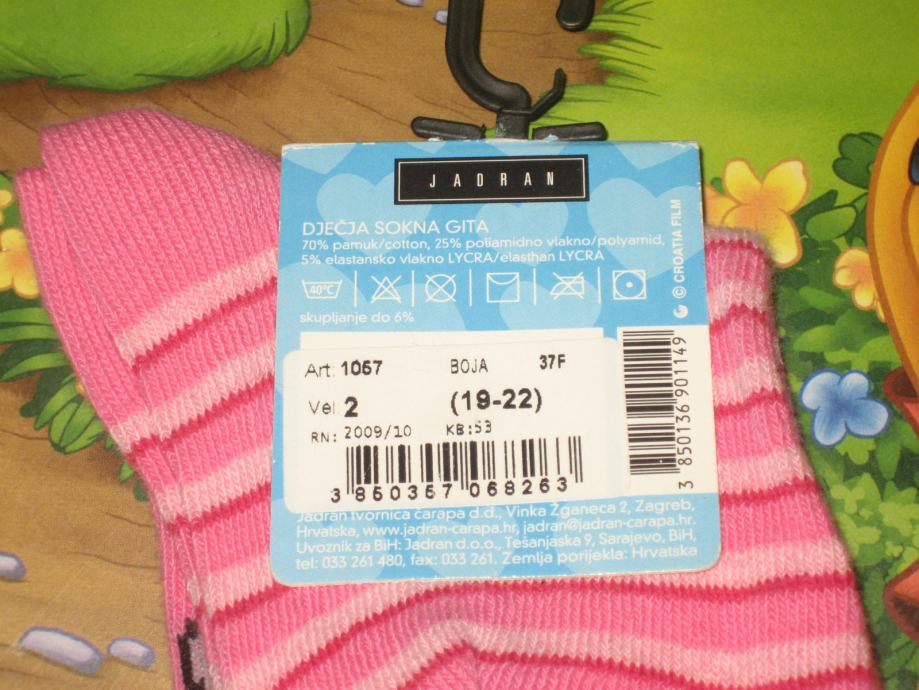 JADRAN
DJEČJA SOKNA GITA
70% pamuk/cotton, 25% poliamidno vlakno/polyamid,
5% elastansko vlakno LYCRA/elasthan LYCRA
40°C
skupljanje do 6%
© CROATIA FILM
Art: 1057 BOJA 37F
Vel: 2 (19-22)
RN: 2009/10 KB:53
3 850357 068263
3 850136 901149
Jadran tvornica čarapa d.d., Vinka Žganeca 2, Zagreb,
Hrvatska, www.jadran-carapa.hr, jadran@jadran-carapa.hr.
Uvoznik za BiH: Jadran d.o.o., Tešanjaska 9, Sarajevo, BiH,
tel: 033 261 480, fax: 033 261. Zemlja porijekla: Hrvatska